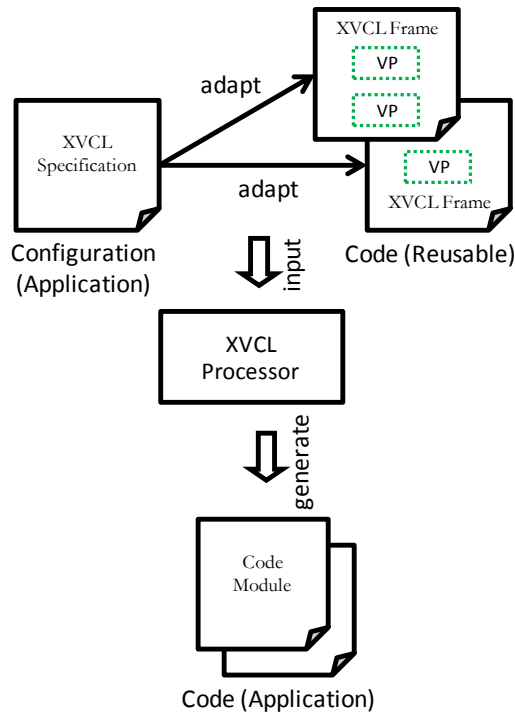 XVCL Frame
VP
VP
adapt
XVCL
Specification
VP
XVCL Frame
adapt
Configuration
(Application)
Code (Reusable)
input
XVCL
Processor
generate
Code
Module
Code (Application)